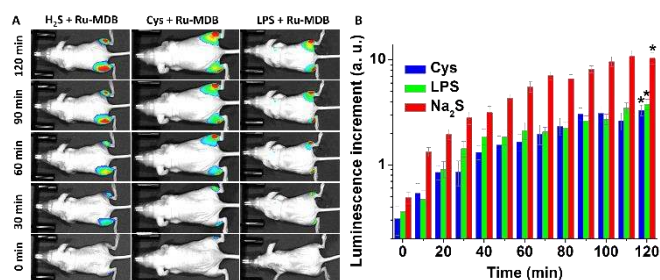 A
H2S + Ru-MDB
Cys + Ru-MDB
LPS + Ru-MDB
120 min
90 min
60 min
30 min
0 min
B
Luminescence increment (a. u.)
10
1
Cys
LPS
Na2S
*
*
*
0
20
40
60
80
100
120
Time (min)